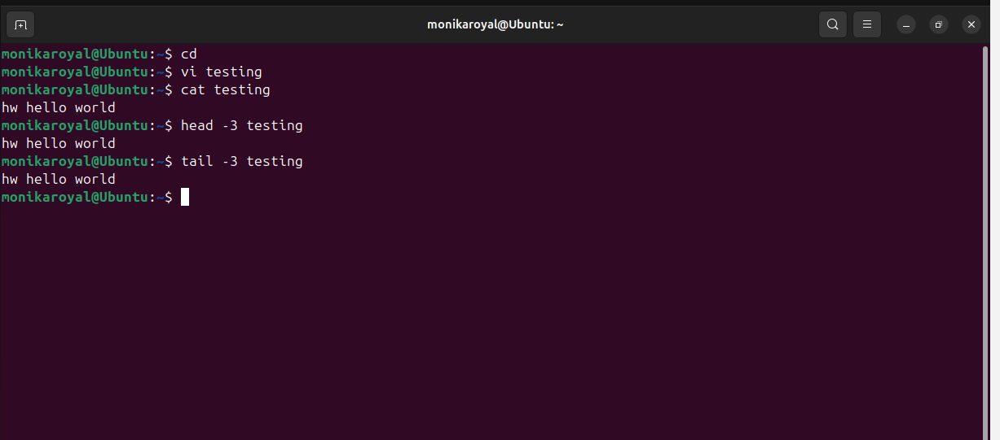 monikaroyal@Ubuntu: ~
monikaroyal@Ubuntu:~$ cd
monikaroyal@Ubuntu:~$ vi testing
monikaroyal@Ubuntu:~$ cat testing
hw hello world
monikaroyal@Ubuntu:~$ head -3 testing
hw hello world
monikaroyal@Ubuntu:~$ tail -3 testing
hw hello world
monikaroyal@Ubuntu:~$